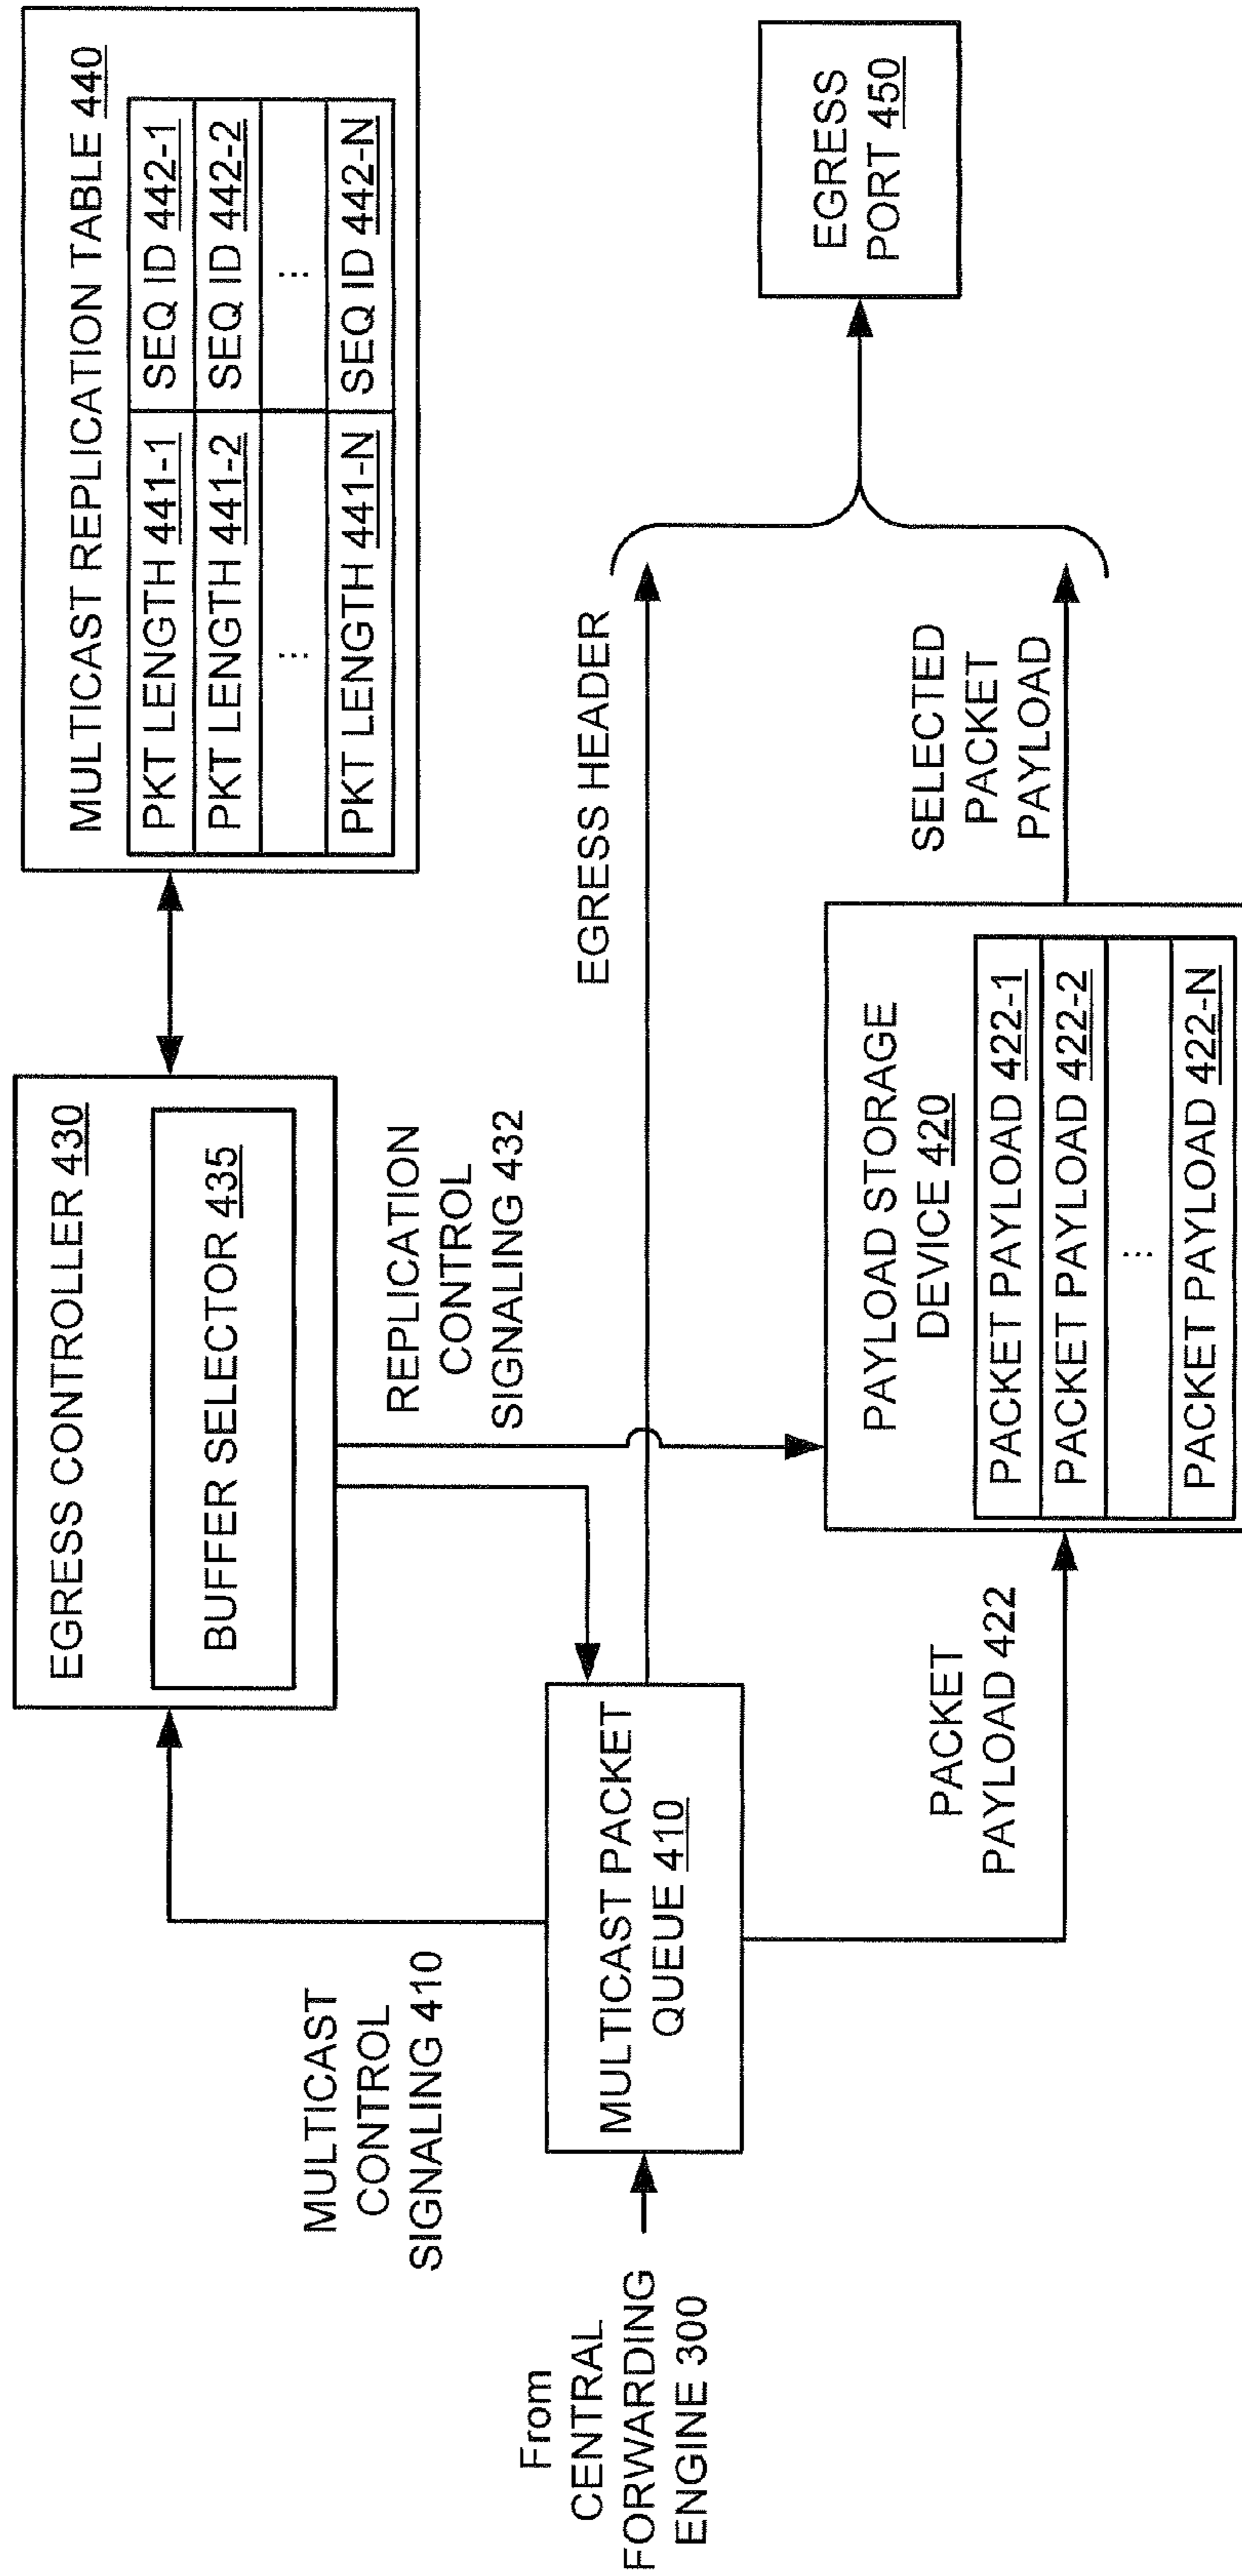 From
CENTRAL
FORWARDING
ENGINE 300
MULTICAST
CONTROL
SIGNALING 410
MULTICAST PACKET
QUEUE 410
PACKET
PAYLOAD 422
EGRESS CONTROLLER 430
BUFFER SELECTOR 435
REPLICATION
CONTROL
SIGNALING 432
EGRESS HEADER
PAYLOAD STORAGE
DEVICE 420
PACKET PAYLOAD 422-1
PACKET PAYLOAD 422-2
...
PACKET PAYLOAD 422-N
SELECTED
PACKET
PAYLOAD
MULTICAST REPLICATION TABLE 440
PKT LENGTH 441-1 SEQ ID 442-1
PKT LENGTH 441-2 SEQ ID 442-2
... ...
PKT LENGTH 441-N SEQ ID 442-N
EGRESS
PORT 450